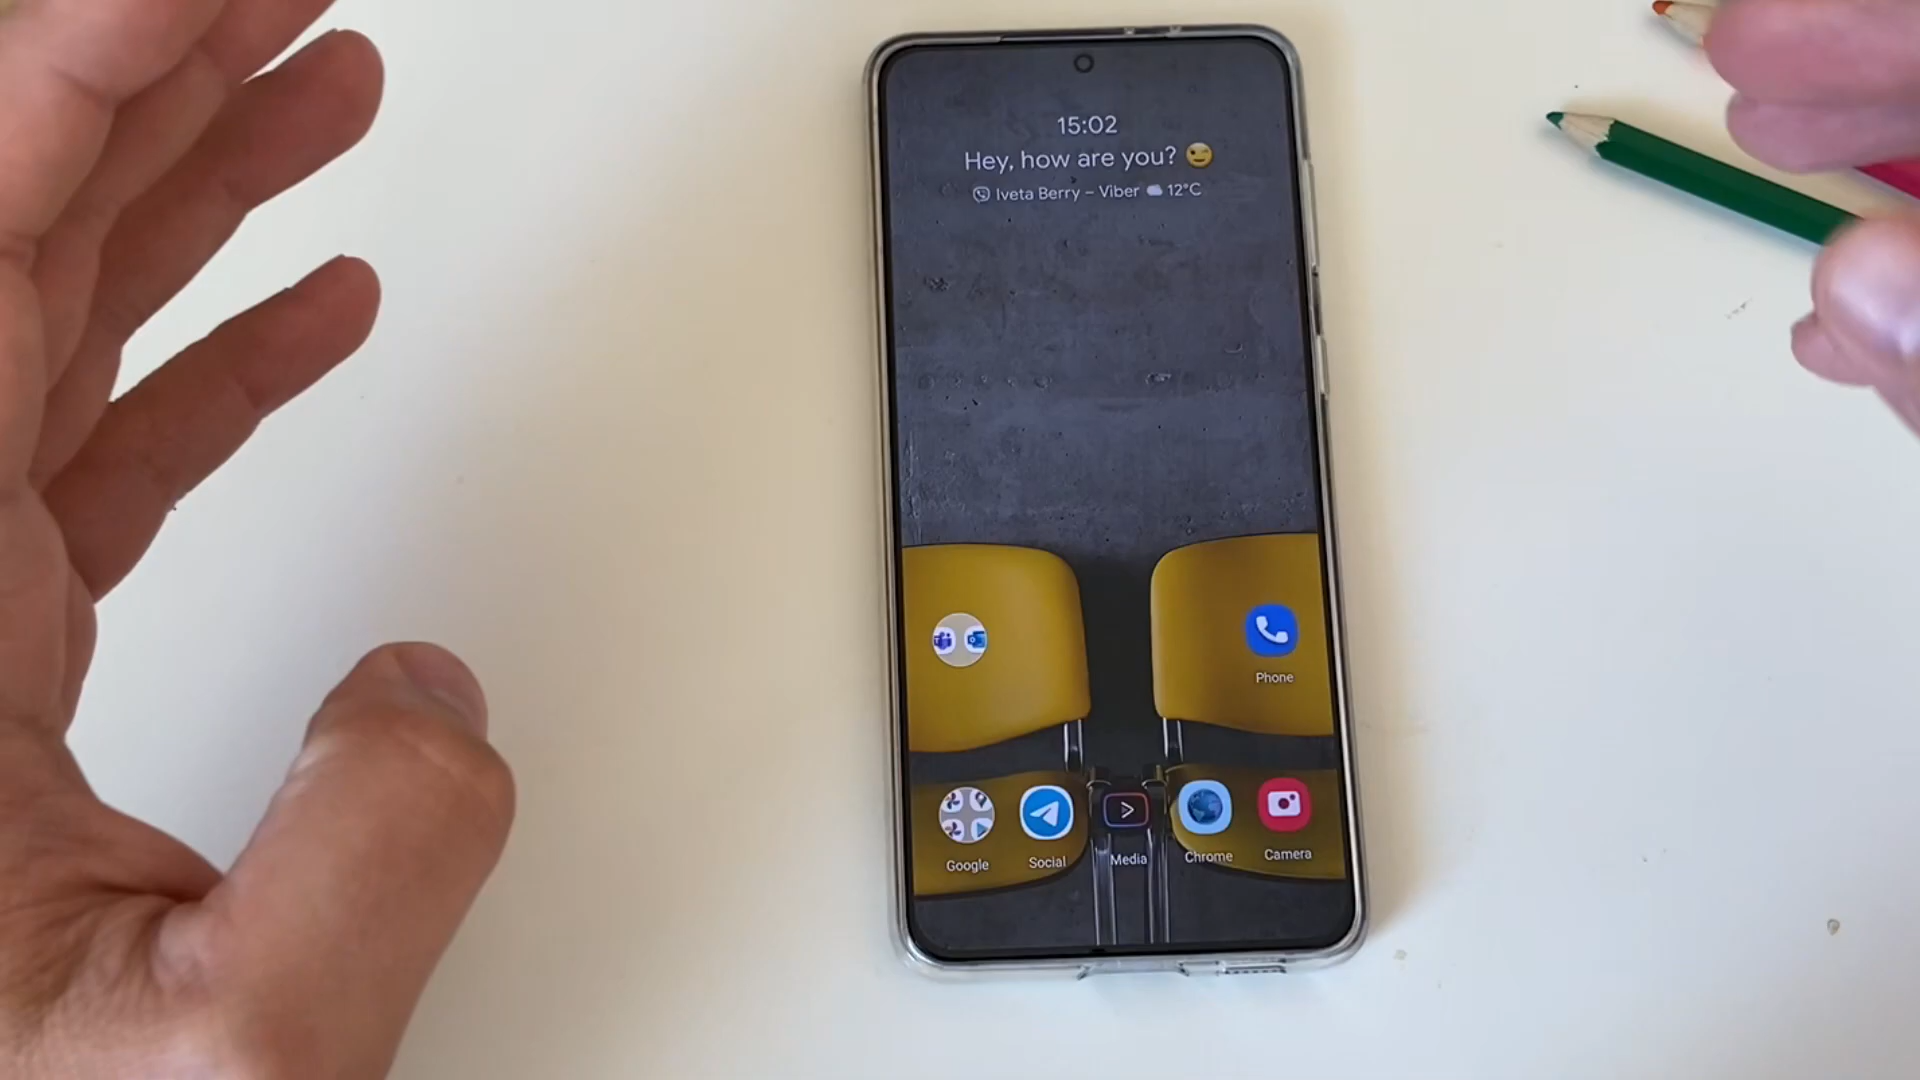 15:02
Hey, how are you? 😉
Iveta Berry – Viber 12°C
Phone
Google
Social
Media
Chrome
Camera